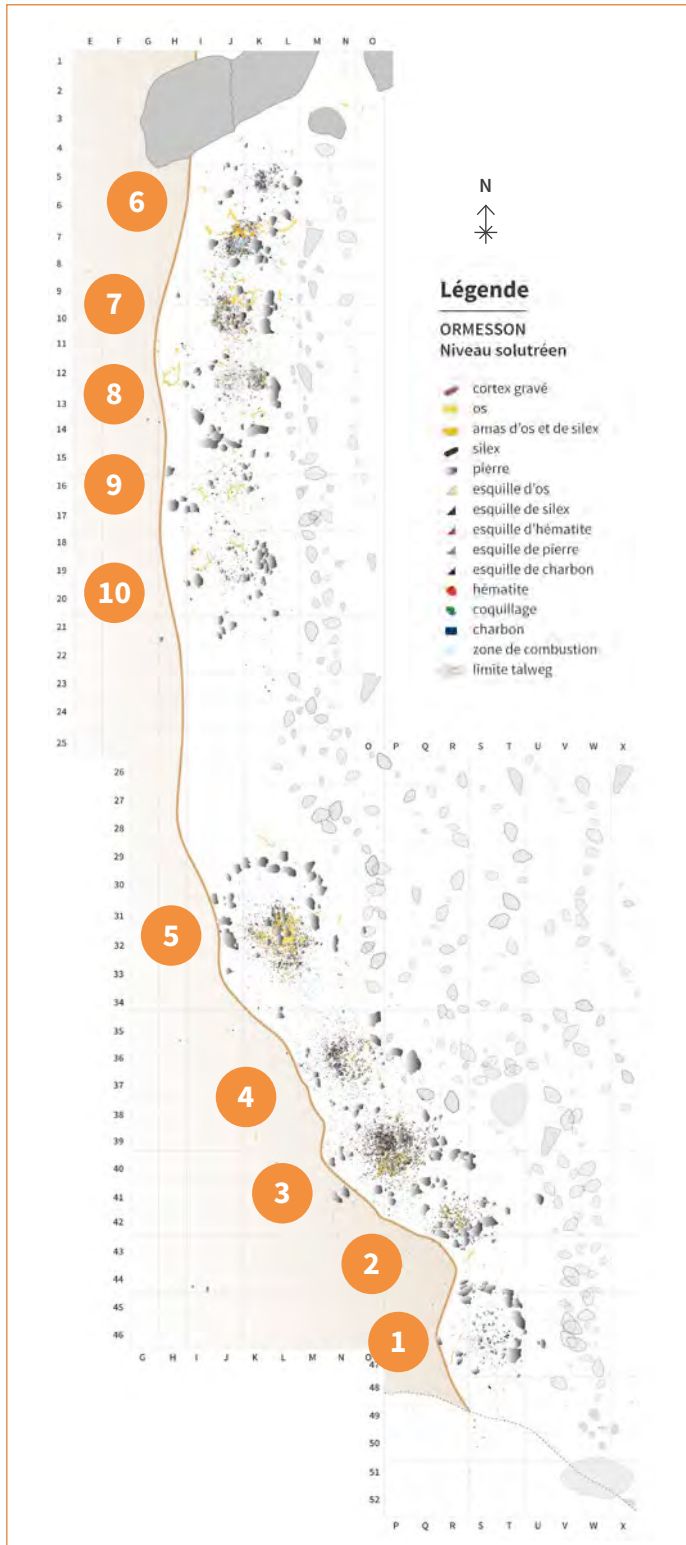 E F G H I J K L M N O
1
2
3
4
5
6
7
8
9
10
11
12
13
14
15
16
17
18
19
20
21
22
23
24
25
6
7
8
9
10
N
Légende
ORMESSON
Niveau solutréen
cortex gravé
os
amas d'os et de silex
silex
pierre
esquille d'os
esquille de silex
esquille d'hématite
esquille de pierre
esquille de charbon
hématite
coquillage
charbon
zone de combustion
limite talweg
O P Q R S T U V W X
26
27
28
29
30
31
32
33
34
35
36
37
38
39
40
41
42
43
44
45
46
5
4
3
2
1
G H I J K L M N O
47
48
49
50
51
52
P Q R S T U V W X